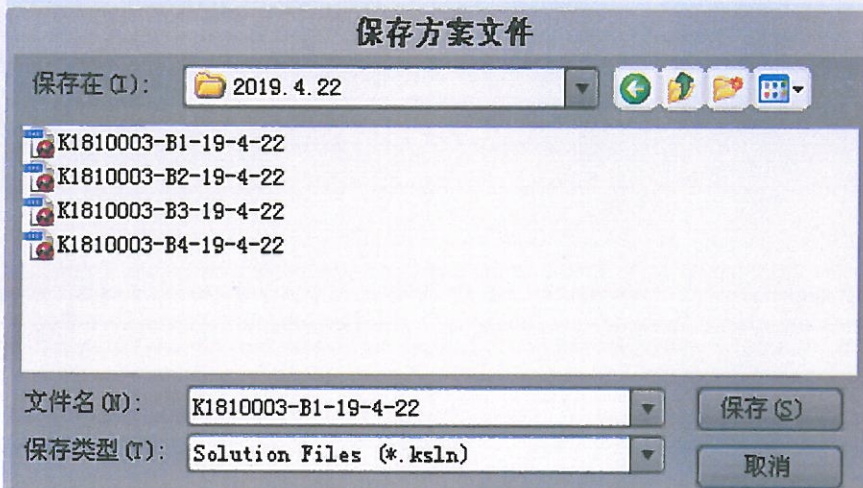 保存方案文件
保存在(I):
2019.4.22
K1810003-B1-19-4-22
K1810003-B2-19-4-22
K1810003-B3-19-4-22
K1810003-B4-19-4-22
文件名(N):
K1810003-B1-19-4-22
保存(S)
保存类型(T):
Solution Files (*.ksln)
取消